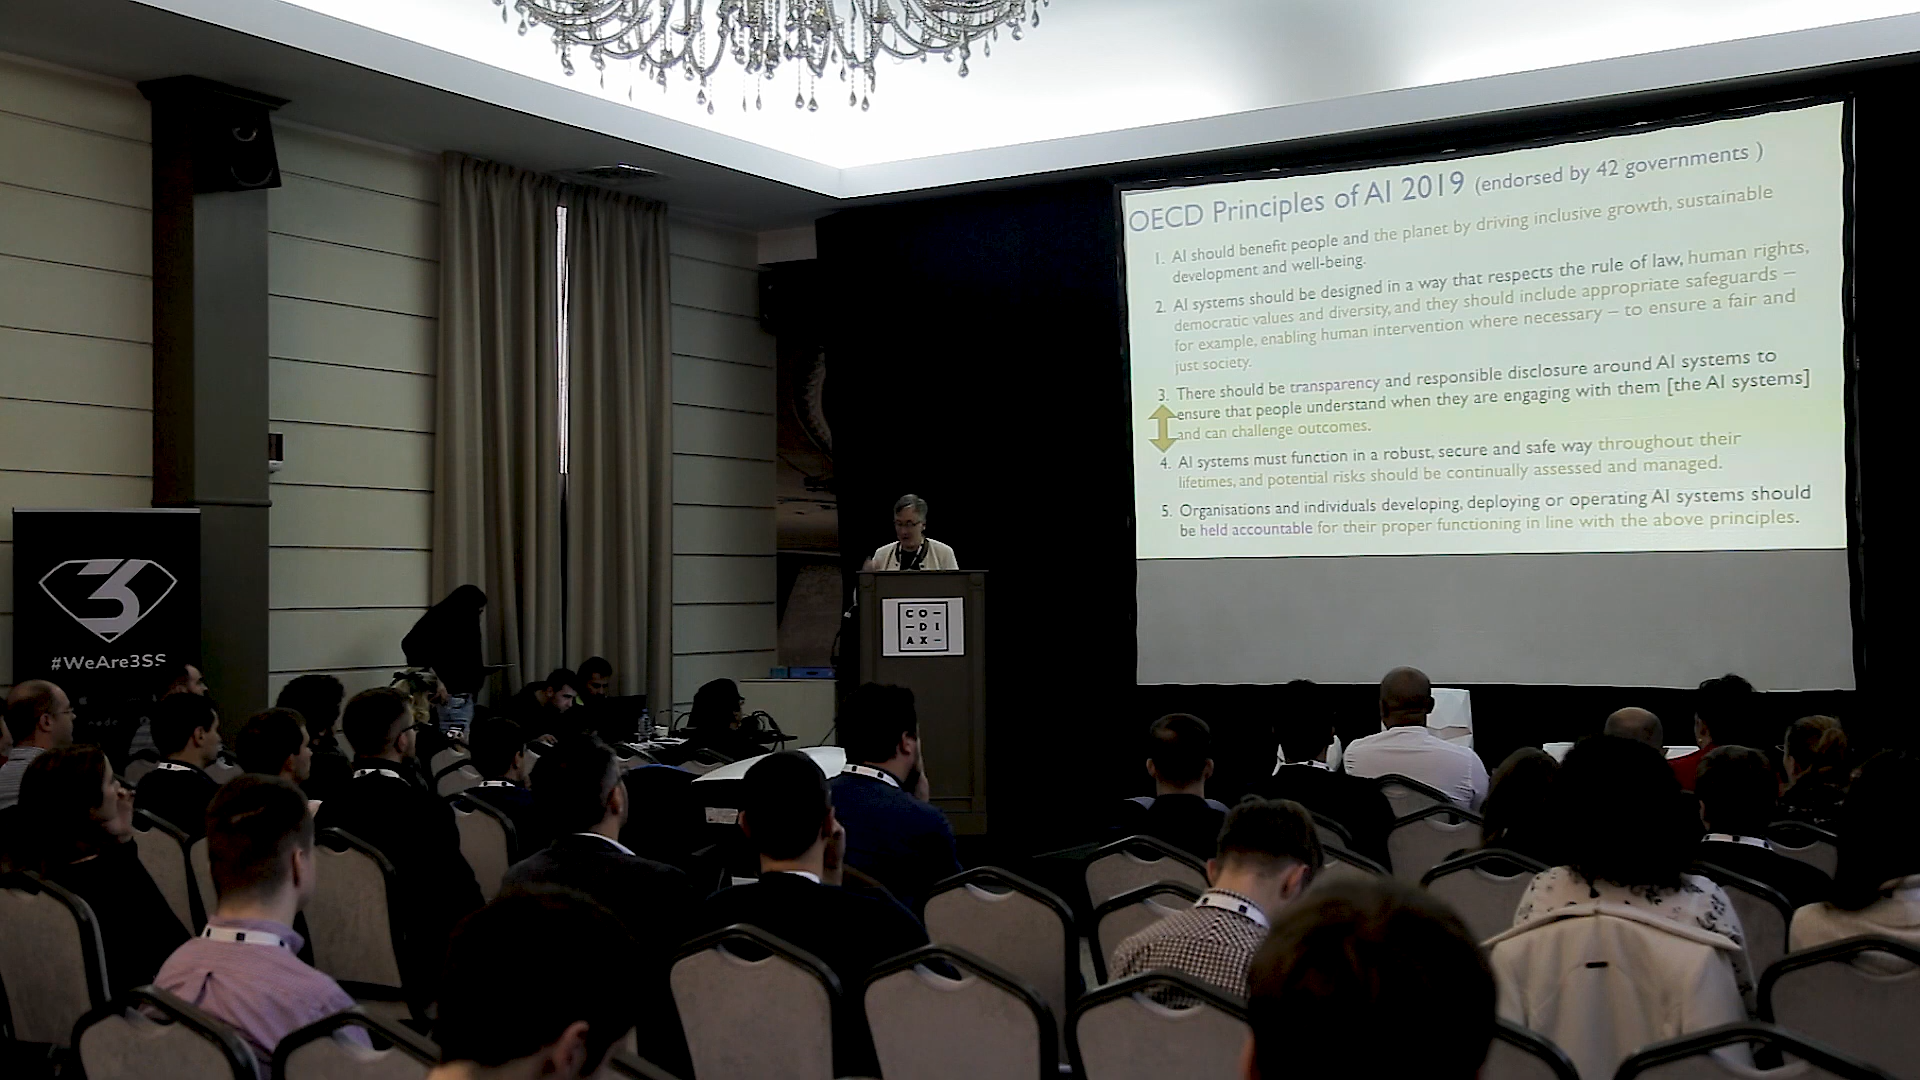 OECD Principles of AI 2019 (endorsed by 42 governments )
1. AI should benefit people and the planet by driving inclusive growth, sustainable
development and well-being.
2. AI systems should be designed in a way that respects the rule of law, human rights,
democratic values and diversity, and they should include appropriate safeguards –
for example, enabling human intervention where necessary – to ensure a fair and
just society.
3. There should be transparency and responsible disclosure around AI systems to
ensure that people understand when they are engaging with them [the AI systems]
and can challenge outcomes.
4. AI systems must function in a robust, secure and safe way throughout their
lifetimes, and potential risks should be continually assessed and managed.
5. Organisations and individuals developing, deploying or operating AI systems should
be held accountable for their proper functioning in line with the above principles.
CO–
–DI
AX–
3
#WeAre3SS